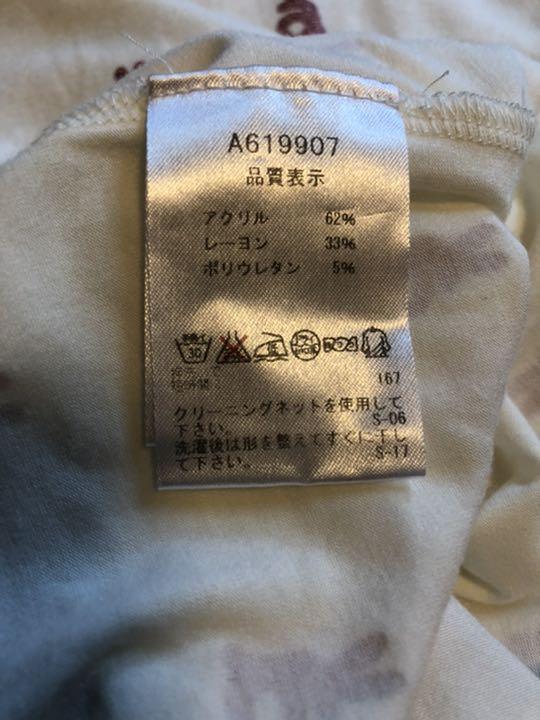 A619907
品質表示
アクリル 62%
レーヨン 33%
ポリウレタン 5%
30
167
クリーニングネットを使用して
下さい。 S-06
洗濯後は形を整えてすぐに干し
て下さい。 S-17